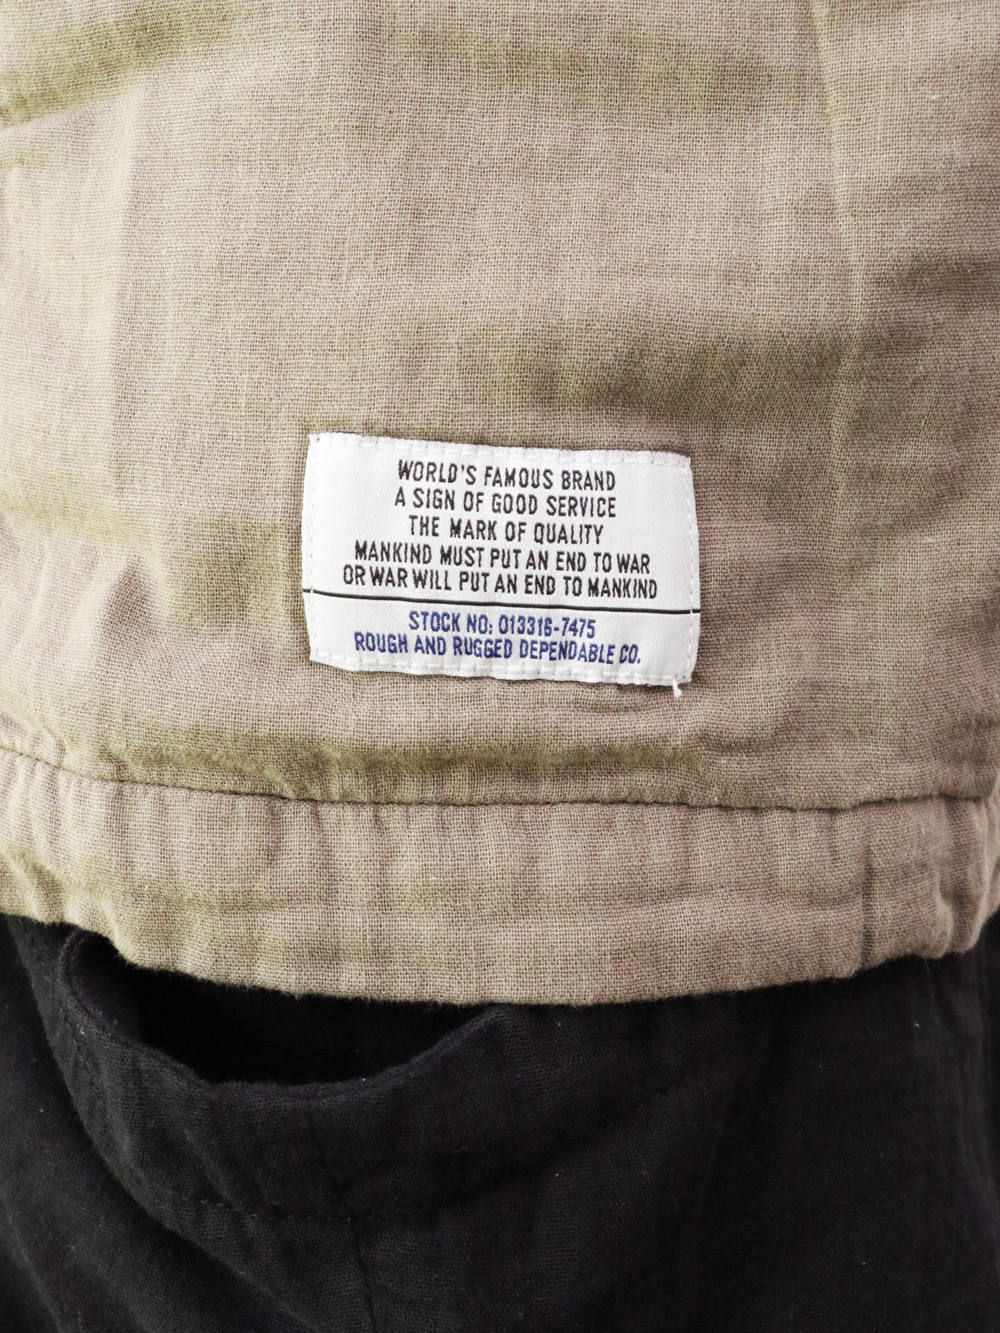 WORLD'S FAMOUS BRAND
A SIGN OF GOOD SERVICE
THE MARK OF QUALITY
MANKIND MUST PUT AN END TO WAR
OR WAR WILL PUT AN END TO MANKIND
STOCK NO: 013316-7475
ROUGH AND RUGGED DEPENDABLE CO.